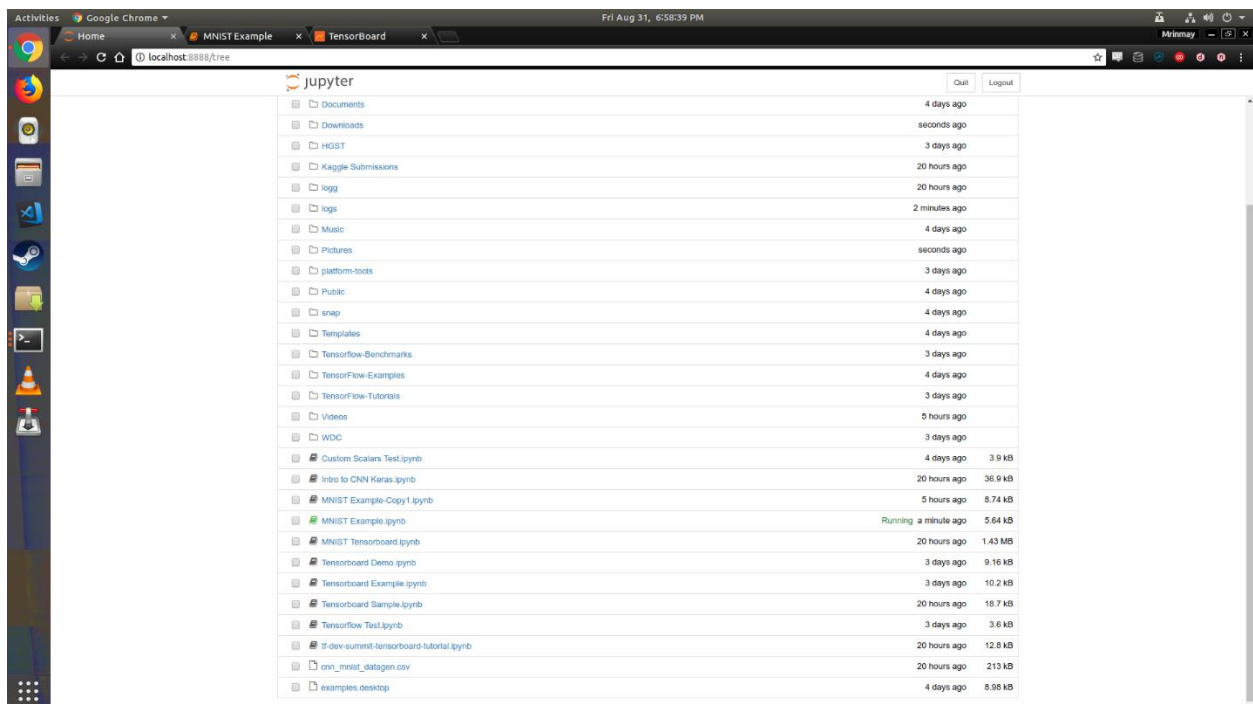 Activities Google Chrome Fri Aug 31, 6:58:39 PM
Home MNIST Example TensorBoard Mrinmay
localhost:8888/tree
jupyter Quit Logout
Documents 4 days ago
Downloads seconds ago
HGST 3 days ago
Kaggle Submissions 20 hours ago
logg 20 hours ago
logs 2 minutes ago
Music 4 days ago
Pictures seconds ago
platform-tools 3 days ago
Public 4 days ago
snap 4 days ago
Templates 4 days ago
Tensorflow-Benchmarks 3 days ago
TensorFlow-Examples 4 days ago
TensorFlow-Tutorials 3 days ago
Videos 5 hours ago
WDC 3 days ago
Custom Scalars Test.ipynb 4 days ago 3.9 kB
Intro to CNN Keras.ipynb 20 hours ago 36.9 kB
MNIST Example-Copy1.ipynb 5 hours ago 8.74 kB
MNIST Example.ipynb Running a minute ago 5.64 kB
MNIST Tensorboard.ipynb 20 hours ago 1.43 MB
Tensorboard Demo.ipynb 3 days ago 9.16 kB
Tensorboard Example.ipynb 3 days ago 10.2 kB
Tensorboard Sample.ipynb 20 hours ago 18.7 kB
Tensorflow Test.ipynb 3 days ago 3.6 kB
tf-dev-summit-tensorboard-tutorial.ipynb 20 hours ago 12.8 kB
cnn_mnist_datagen.csv 20 hours ago 213 kB
examples.desktop 4 days ago 8.98 kB